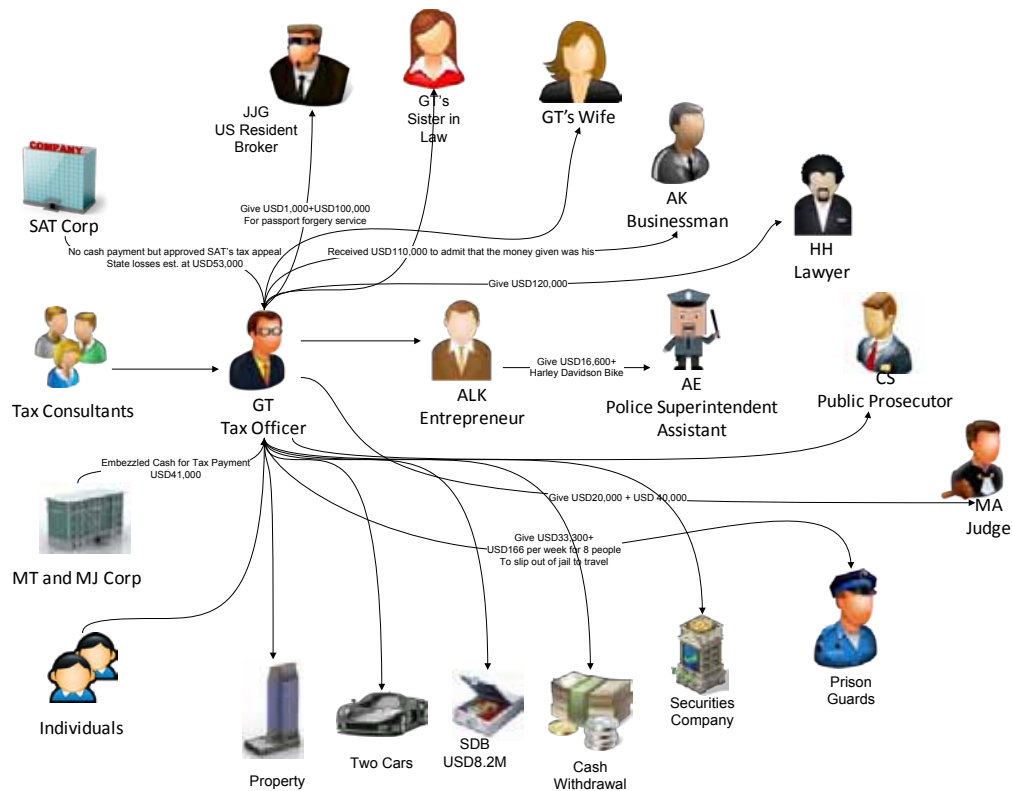 JJG
US Resident
Broker
GT's
Sister in
Law
GT's Wife
COMPANY
SAT Corp
AK
Businessman
HH
Lawyer
Give USD1,000+USD100,000
For passport forgery service
No cash payment but approved SAT's tax appeal
State losses est. at USD53,000
Received USD110,000 to admit that the money given was his
Give USD120,000
Tax Consultants
GT
Tax Officer
ALK
Entrepreneur
Give USD16,600+
Harley Davidson Bike
AE
Police Superintendent
Assistant
CS
Public Prosecutor
Embezzled Cash for Tax Payment
USD41,000
MT and MJ Corp
Give USD20,000 + USD 40,000
MA
Judge
Give USD33,300+
USD166 per week for 8 people
To slip out of jail to travel
Individuals
Property
Two Cars
SDB
USD8.2M
Cash
Withdrawal
Securities
Company
Prison
Guards